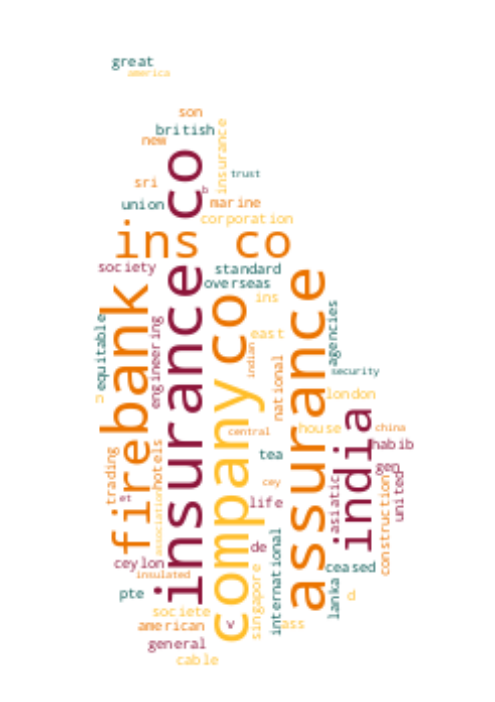 great
america
son
british
new
insurance
co
trust
sri
b
union
marine
corporation
ins co
society
standard
overseas
insurance
firebank
company
co
assurance
ins
equitable
engineering
east
indian
agencies
national
security
n
london
india
central
house
china
habib
trading
hotels
tea
gen
association
et
cey
life
asiatic
construction
united
ceylon
insulated
de
international
singapore
ceased
lanka
pte
d
societe
american
v
ass
general
cable